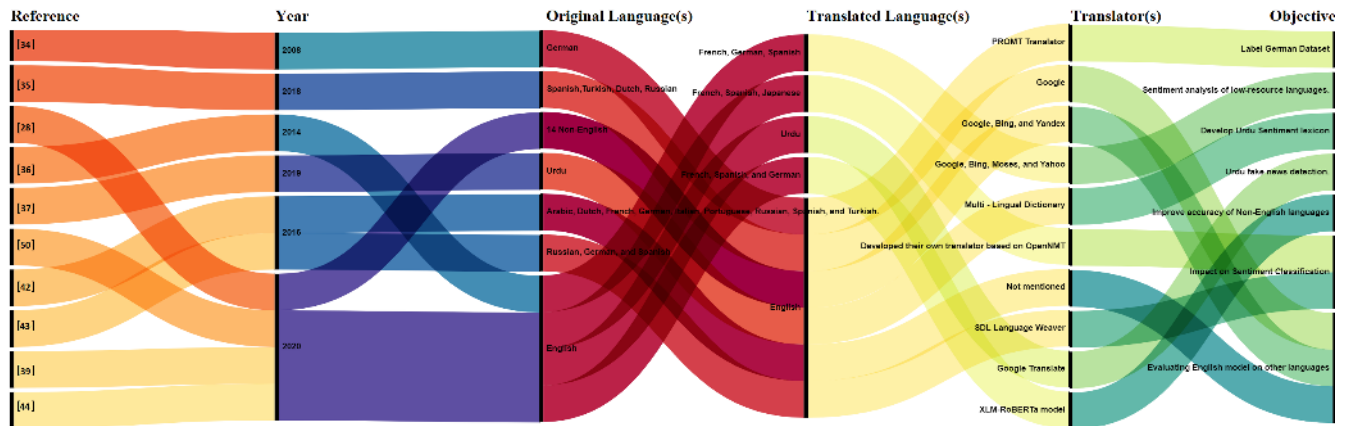 Reference
Year
Original Language(s)
Translated Language(s)
Translator(s)
Objective
[34]
[35]
[28]
[36]
[37]
[50]
[42]
[43]
[39]
[44]
2008
2018
2014
2019
2016
2020
German
Spanish,Turkish, Dutch, Russian
14 Non English
Urdu
Arabic, Dutch, French, German, Italian, Portuguese, Russian, Spanish, and Turkish.
Russian, German, and Spanish
English
French, German, Spanish
French, Spanish, Japanese
Urdu
French, Spanish, and German
English
PROMT Translator
Google
Google, Bing, and Yandex
Google, Bing, Moses, and Yahoo
Multi - Lingual Dictionary
Developed their own translator based on OpenNMT
Not mentioned
SDL Language Weaver
Google Translate
XLM-RoBERTa model
Label German Dataset
Sentiment analysis of low-resource languages.
Develop Urdu Sentiment lexicon
Urdu fake news detection.
Improve accuracy of Non-English languages
Impact on Sentiment Classification
Evaluating English model on other languages